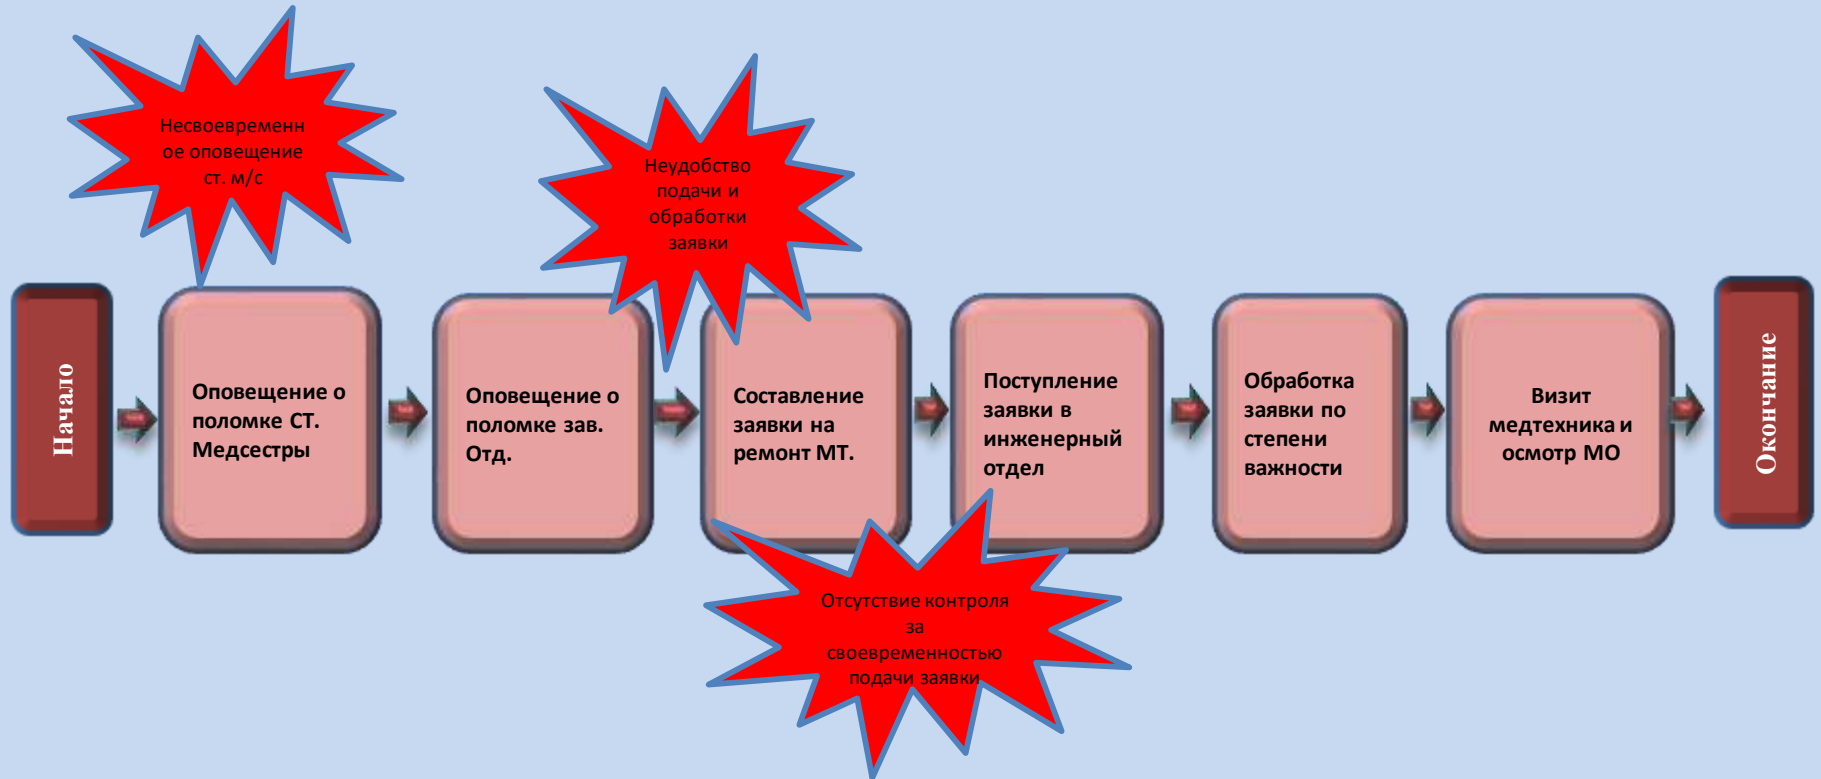 Несвоевременн
ое оповещение
ст. м/с
Неудобство
подачи и
обработки
заявки
Начало
Оповещение о
поломке СТ.
Медсестры
Оповещение о
поломке зав.
Отд.
Составление
заявки на
ремонт МТ.
Поступление
заявки в
инженерный
отдел
Обработка
заявки по
степени
важности
Визит
медтехника и
осмотр МО
Окончание
Отсутствие контроля
за
своевременностью
подачи заявки